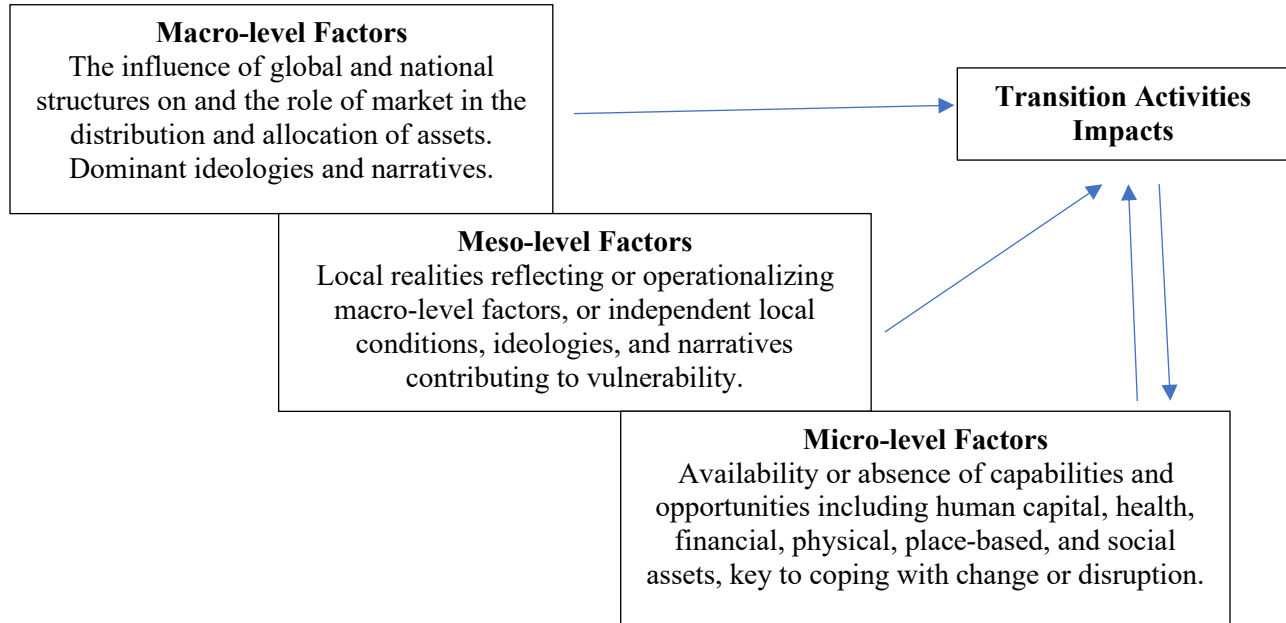 Macro-level Factors
The influence of global and national
structures on and the role of market in the
distribution and allocation of assets.
Dominant ideologies and narratives.
Transition Activities
Impacts
Meso-level Factors
Local realities reflecting or operationalizing
macro-level factors, or independent local
conditions, ideologies, and narratives
contributing to vulnerability.
Micro-level Factors
Availability or absence of capabilities and
opportunities including human capital, health,
financial, physical, place-based, and social
assets, key to coping with change or disruption.